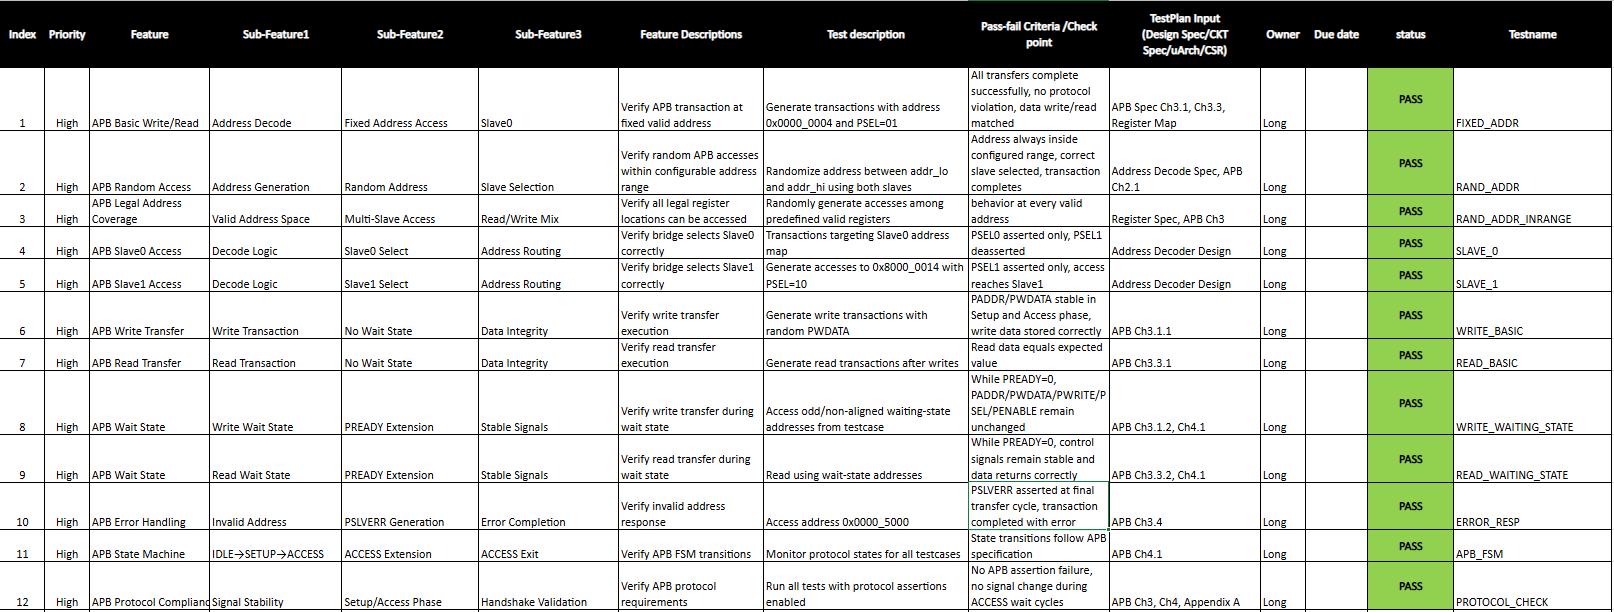 Index Priority Feature Sub-Feature1 Sub-Feature2 Sub-Feature3 Feature Descriptions Test description Pass-fail Criteria /Check point TestPlan Input (Design Spec/CKT Spec/uArch/CSR) Owner Due date status Testname
1 High APB Basic Write/Read Address Decode Fixed Address Access Slave0 Verify APB transaction at fixed valid address Generate transactions with address 0x0000_0004 and PSEL=01 All transfers complete successfully, no protocol violation, data write/read matched APB Spec Ch3.1, Ch3.3, Register Map Long PASS FIXED_ADDR
2 High APB Random Access Address Generation Random Address Slave Selection Verify random APB accesses within configurable address range Randomize address between addr_lo and addr_hi using both slaves Address always inside configured range, correct slave selected, transaction completes Address Decode Spec, APB Ch2.1 Long PASS RAND_ADDR
3 High APB Legal Address Coverage Valid Address Space Multi-Slave Access Read/Write Mix Verify all legal register locations can be accessed Randomly generate accesses among predefined valid registers behavior at every valid address Register Spec, APB Ch3 Long PASS RAND_ADDR_INRANGE
4 High APB Slave0 Access Decode Logic Slave0 Select Address Routing Verify bridge selects Slave0 correctly Transactions targeting Slave0 address map PSEL0 asserted only, PSEL1 deasserted Address Decoder Design Long PASS SLAVE_0
5 High APB Slave1 Access Decode Logic Slave1 Select Address Routing Verify bridge selects Slave1 correctly Generate accesses to 0x8000_0014 with PSEL=10 PSEL1 asserted only, access reaches Slave1 Address Decoder Design Long PASS SLAVE_1
6 High APB Write Transfer Write Transaction No Wait State Data Integrity Verify write transfer execution Generate write transactions with random PWDATA PADDR/PWDATA stable in Setup and Access phase, write data stored correctly APB Ch3.1.1 Long PASS WRITE_BASIC
7 High APB Read Transfer Read Transaction No Wait State Data Integrity Verify read transfer execution Generate read transactions after writes Read data equals expected value APB Ch3.3.1 Long PASS READ_BASIC
8 High APB Wait State Write Wait State PREADY Extension Stable Signals Verify write transfer during wait state Access odd/non-aligned waiting-state addresses from testcase While PREADY=0, PADDR/PWDATA/PWRITE/PSEL/PENABLE remain unchanged APB Ch3.1.2, Ch4.1 Long PASS WRITE_WAITING_STATE
9 High APB Wait State Read Wait State PREADY Extension Stable Signals Verify read transfer during wait state Read using wait-state addresses While PREADY=0, control signals remain stable and data returns correctly APB Ch3.3.2, Ch4.1 Long PASS READ_WAITING_STATE
10 High APB Error Handling Invalid Address PSLVERR Generation Error Completion Verify invalid address response Access address 0x0000_5000 PSLVERR asserted at final transfer cycle, transaction completed with error APB Ch3.4 Long PASS ERROR_RESP
11 High APB State Machine IDLE→SETUP→ACCESS ACCESS Extension ACCESS Exit Verify APB FSM transitions Monitor protocol states for all testcases State transitions follow APB specification APB Ch4.1 Long PASS APB_FSM
12 High APB Protocol Complianc Signal Stability Setup/Access Phase Handshake Validation Verify APB protocol requirements Run all tests with protocol assertions enabled No APB assertion failure, no signal change during ACCESS wait cycles APB Ch3, Ch4, Appendix A Long PASS PROTOCOL_CHECK